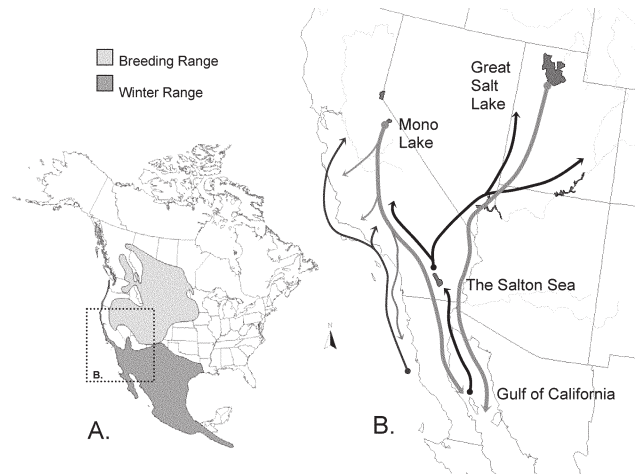 Breeding Range
Winter Range
B.
A.
Mono
Lake
Great
Salt
Lake
The Salton Sea
Gulf of California
N
B.